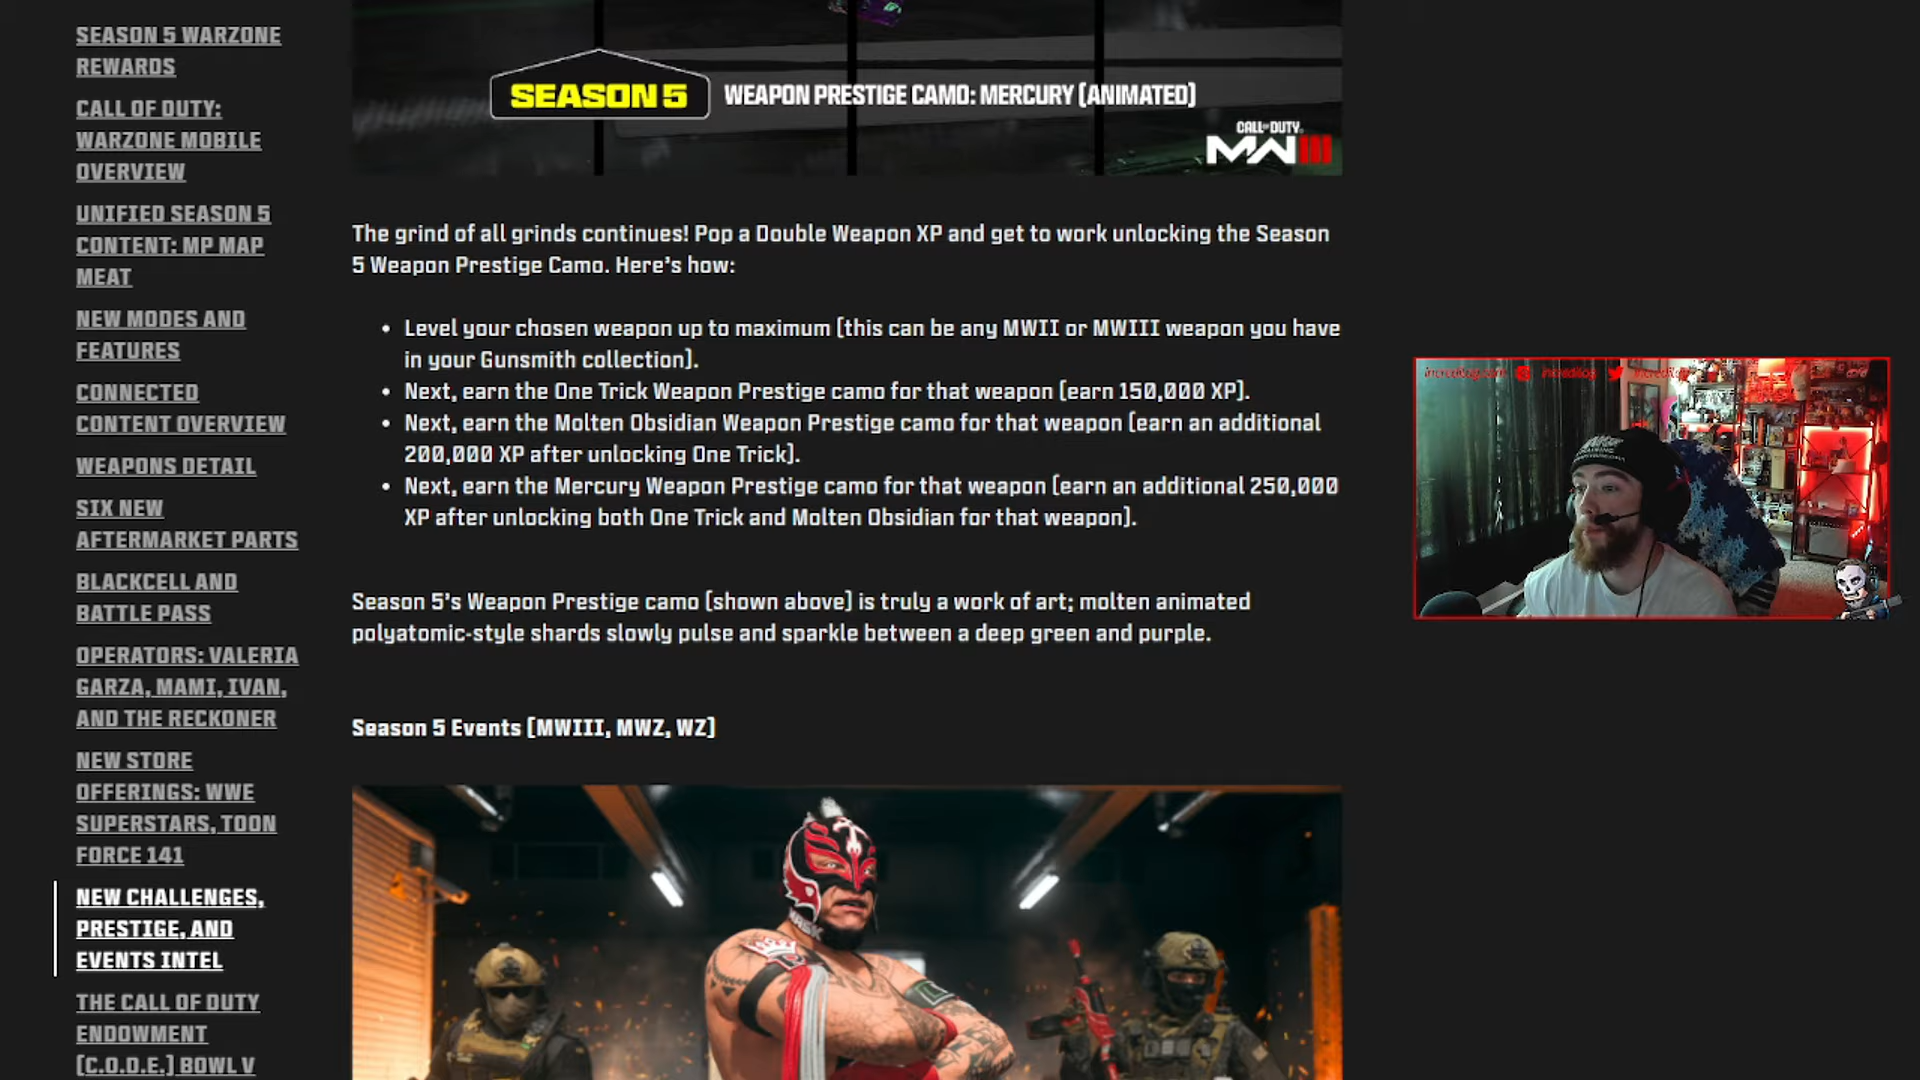 SEASON 5 WARZONE
REWARDS
CALL OF DUTY:
WARZONE MOBILE
OVERVIEW
UNIFIED SEASON 5
CONTENT: MP MAP
MEAT
NEW MODES AND
FEATURES
CONNECTED
CONTENT OVERVIEW
WEAPONS DETAIL
SIX NEW
AFTERMARKET PARTS
BLACKCELL AND
BATTLE PASS
OPERATORS: VALERIA
GARZA, MAMI, IVAN,
AND THE RECKONER
NEW STORE
OFFERINGS: WWE
SUPERSTARS, TOON
FORCE 141
NEW CHALLENGES,
PRESTIGE, AND
EVENTS INTEL
THE CALL OF DUTY
ENDOWMENT
(C.O.D.E.) BOWL V
SEASON 5 WEAPON PRESTIGE CAMO: MERCURY (ANIMATED)
CALL OF DUTY
MWIII
The grind of all grinds continues! Pop a Double Weapon XP and get to work unlocking the Season
5 Weapon Prestige Camo. Here's how:
• Level your chosen weapon up to maximum (this can be any MWII or MWIII weapon you have
in your Gunsmith collection).
• Next, earn the One Trick Weapon Prestige camo for that weapon (earn 150,000 XP).
• Next, earn the Molten Obsidian Weapon Prestige camo for that weapon (earn an additional
200,000 XP after unlocking One Trick).
• Next, earn the Mercury Weapon Prestige camo for that weapon (earn an additional 250,000
XP after unlocking both One Trick and Molten Obsidian for that weapon).
Season 5's Weapon Prestige camo (shown above) is truly a work of art; molten animated
polyatomic-style shards slowly pulse and sparkle between a deep green and purple.
Season 5 Events (MWIII, MWZ, WZ)